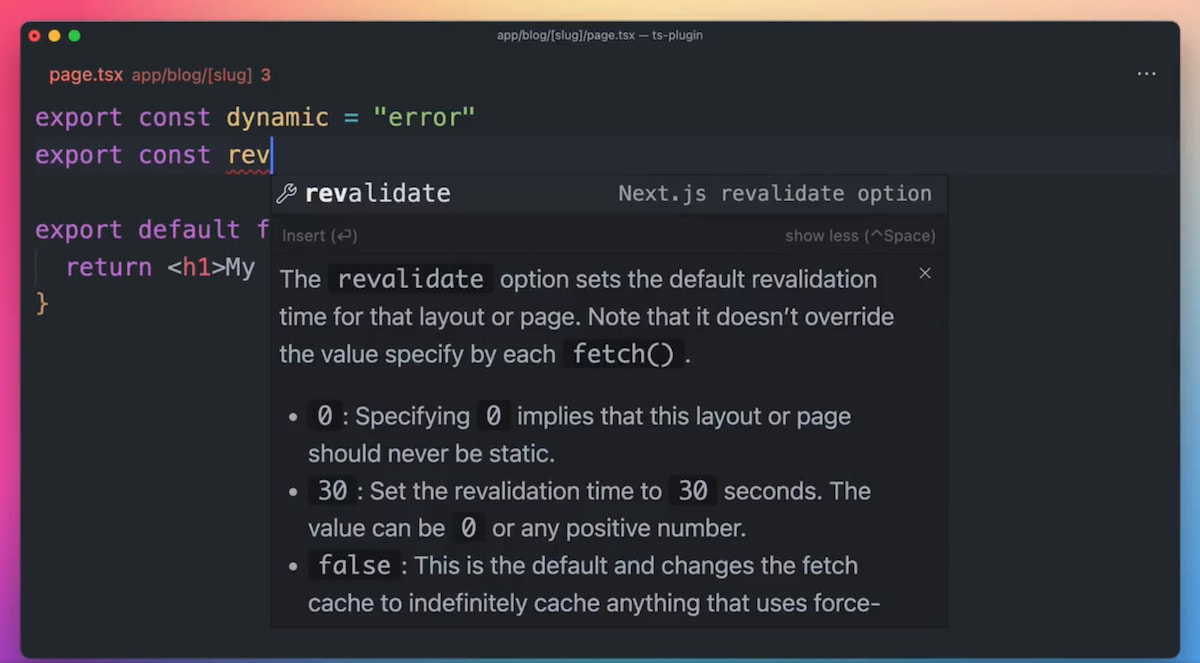 app/blog/[slug]/page.tsx — ts-plugin
page.tsx app/blog/[slug] 3
...
export const dynamic = "error"
export const rev
revalidate Next.js revalidate option
export default f
Insert (⏎) show less (^Space)
return <h1>My
The revalidate option sets the default revalidation
}
time for that layout or page. Note that it doesn’t override
the value specify by each fetch() .
• 0 : Specifying 0 implies that this layout or page
should never be static.
• 30 : Set the revalidation time to 30 seconds. The
value can be 0 or any positive number.
• false : This is the default and changes the fetch
cache to indefinitely cache anything that uses force-